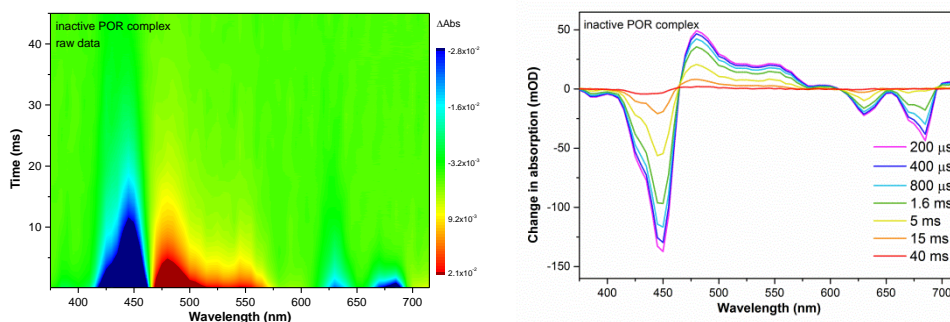 inactive POR complex
raw data
ΔAbs
40
30
20
10
Time (ms)
-2.8x10⁻²
-1.6x10⁻²
-3.2x10⁻³
9.2x10⁻³
2.1x10⁻²
400 450 500 550 600 650 700
Wavelength (nm)
inactive POR complex
50
0
-50
-100
-150
Change in absorption (mOD)
200 µs
400 µs
800 µs
1.6 ms
5 ms
15 ms
40 ms
400 450 500 550 600 650 700
Wavelength (nm)